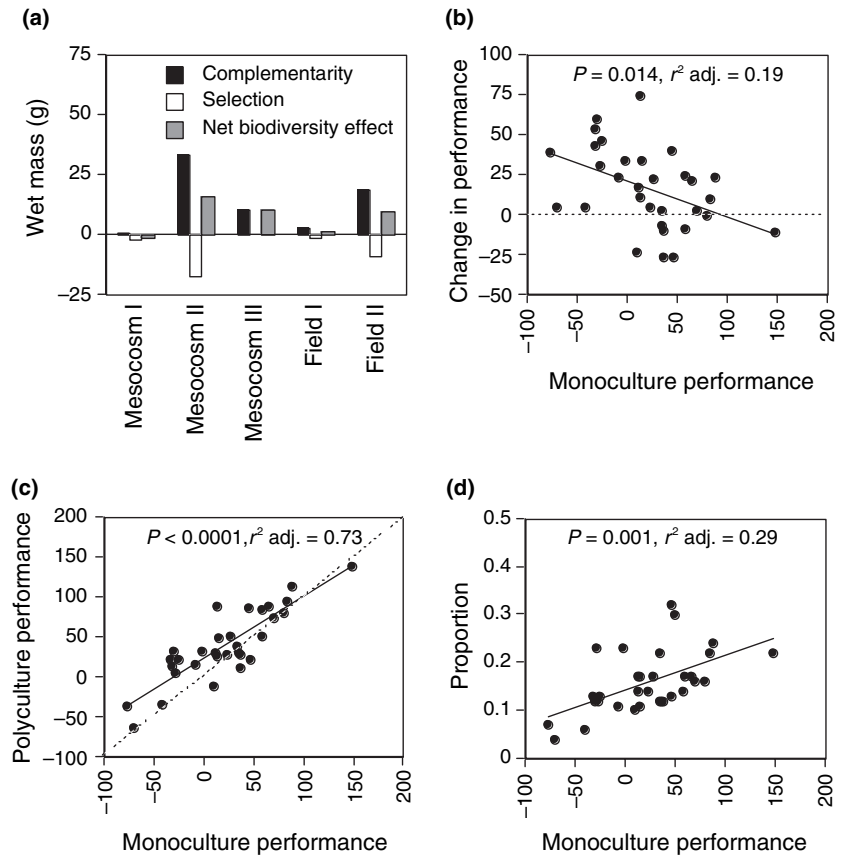 (a)
75
50
25
0
−25
Wet mass (g)
Complementarity
Selection
Net biodiversity effect
Mesocosm I
Mesocosm II
Mesocosm III
Field I
Field II
(b)
100
75
50
25
0
−25
−50
Change in performance
P = 0.014, r² adj. = 0.19
−100
−50
0
50
100
150
200
Monoculture performance
(c)
200
150
100
50
0
−50
−100
Polyculture performance
P < 0.0001, r² adj. = 0.73
−100
−50
0
50
100
150
200
Monoculture performance
(d)
0.5
0.4
0.3
0.2
0.1
0
Proportion
P = 0.001, r² adj. = 0.29
−100
−50
0
50
100
150
200
Monoculture performance